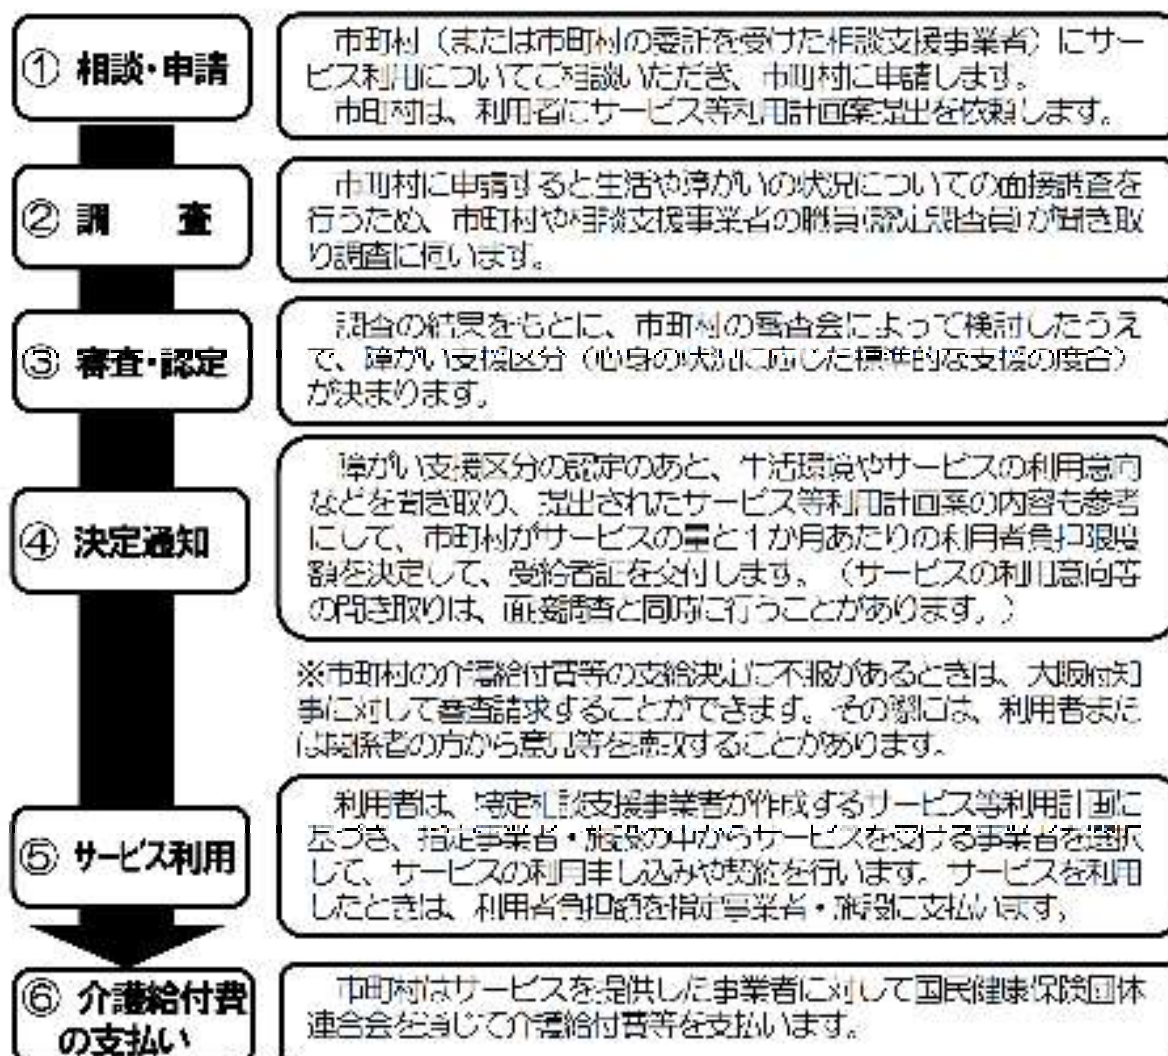 ① 相談・申請
市町村（または市町村の委託を受けた相談支援事業者）にサー
ビス利用についてご相談いただき、市町村に申請します。
市町村は、利用者にサービス等利用計画案提出を依頼します。
② 調　査
市町村に申請すると生活や障がいの状況についての面接調査を
行うため、市町村や相談支援事業者の職員（認定調査員）が聞き取
り調査に伺います。
③ 審査・認定
調査の結果をもとに、市町村の審査会によって検討したうえ
で、障がい支援区分（心身の状況に応じた標準的な支援の度合）
が決まります。
④ 決定通知
障がい支援区分の認定のあと、生活環境やサービスの利用意向
などを聞き取り、提出されたサービス等利用計画案の内容も参考
にして、市町村がサービスの量と１か月あたりの利用者負担限度
額を決定して、受給者証を交付します。（サービスの利用意向等
の聞き取りは、面接調査と同時に行うことがあります。）
※市町村の介護給付費等の支給決定に不服があるときは、大阪府知
事に対して審査請求することができます。その際には、利用者また
は関係者の方から意見等を聴取することがあります。
⑤ サービス利用
利用者は、特定相談支援事業者が作成するサービス等利用計画に
基づき、指定事業者・施設の中からサービスを受ける事業者を選択
して、サービスの利用申し込みや契約を行います。サービスを利用
したときは、利用者負担額を指定事業者・施設に支払います。
⑥ 介護給付費
の支払い
市町村はサービスを提供した事業者に対して国民健康保険団体
連合会を通じて介護給付費等を支払います。